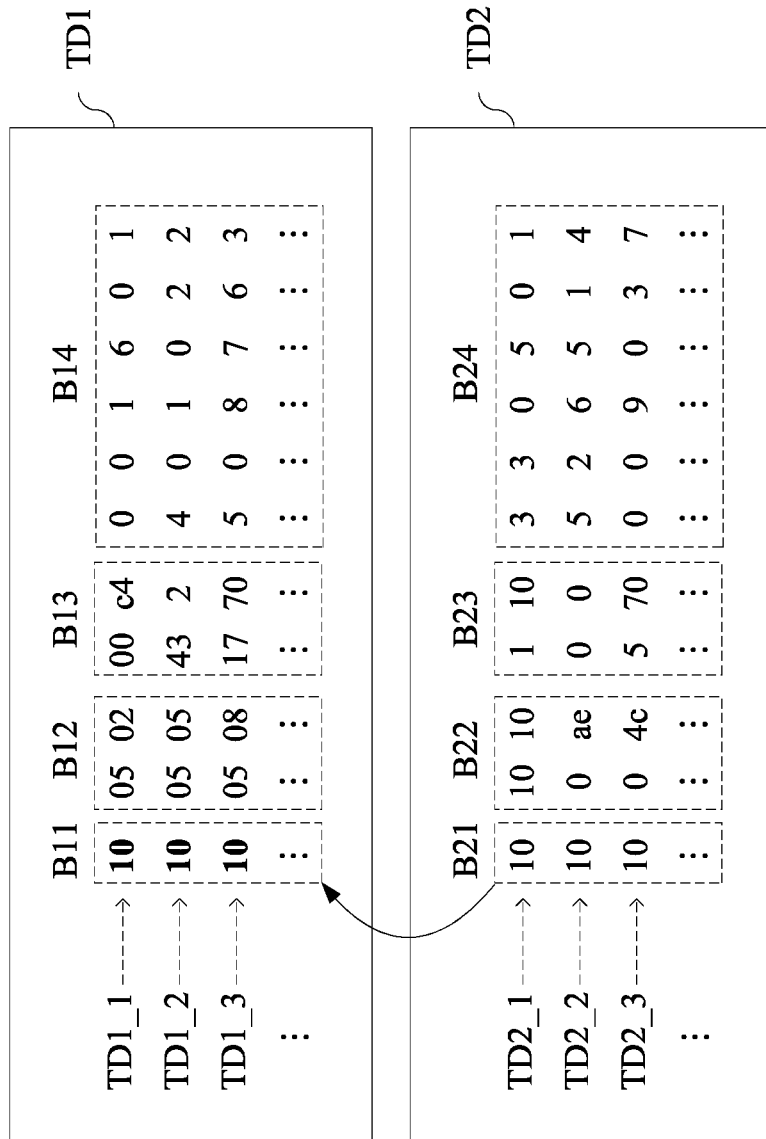 B11 B12 B13 B14 TD1
TD1_1 10 05 02 00 c4 0 0 1 6 0 1
TD1_2 10 05 05 43 2 4 0 1 0 2 2
TD1_3 10 05 08 17 70 5 0 8 7 6 3
⋮ ⋮ ⋮ ⋮ ⋮ ⋮ ⋮ ⋮ ⋮ ⋮ ⋮ ⋮
B21 B22 B23 B24 TD2
TD2_1 10 10 10 1 10 3 3 0 5 0 1
TD2_2 10 0 ae 0 0 5 2 6 5 1 4
TD2_3 10 0 4c 5 70 0 0 9 0 3 7
⋮ ⋮ ⋮ ⋮ ⋮ ⋮ ⋮ ⋮ ⋮ ⋮ ⋮ ⋮